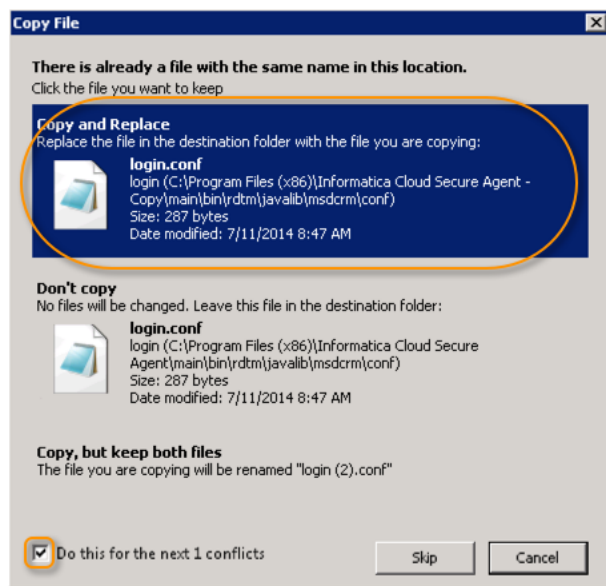 Copy File
There is already a file with the same name in this location.
Click the file you want to keep
Copy and Replace
Replace the file in the destination folder with the file you are copying:
login.conf
login (C:\Program Files (x86)\Informatica Cloud Secure Agent -
Copy\main\bin\rdtm\javalib\msdcrm\conf)
Size: 287 bytes
Date modified: 7/11/2014 8:47 AM
Don't copy
No files will be changed. Leave this file in the destination folder:
login.conf
login (C:\Program Files (x86)\Informatica Cloud Secure
Agent\main\bin\rdtm\javalib\msdcrm\conf)
Size: 287 bytes
Date modified: 7/11/2014 8:47 AM
Copy, but keep both files
The file you are copying will be renamed "login (2).conf"
Do this for the next 1 conflicts
Skip
Cancel